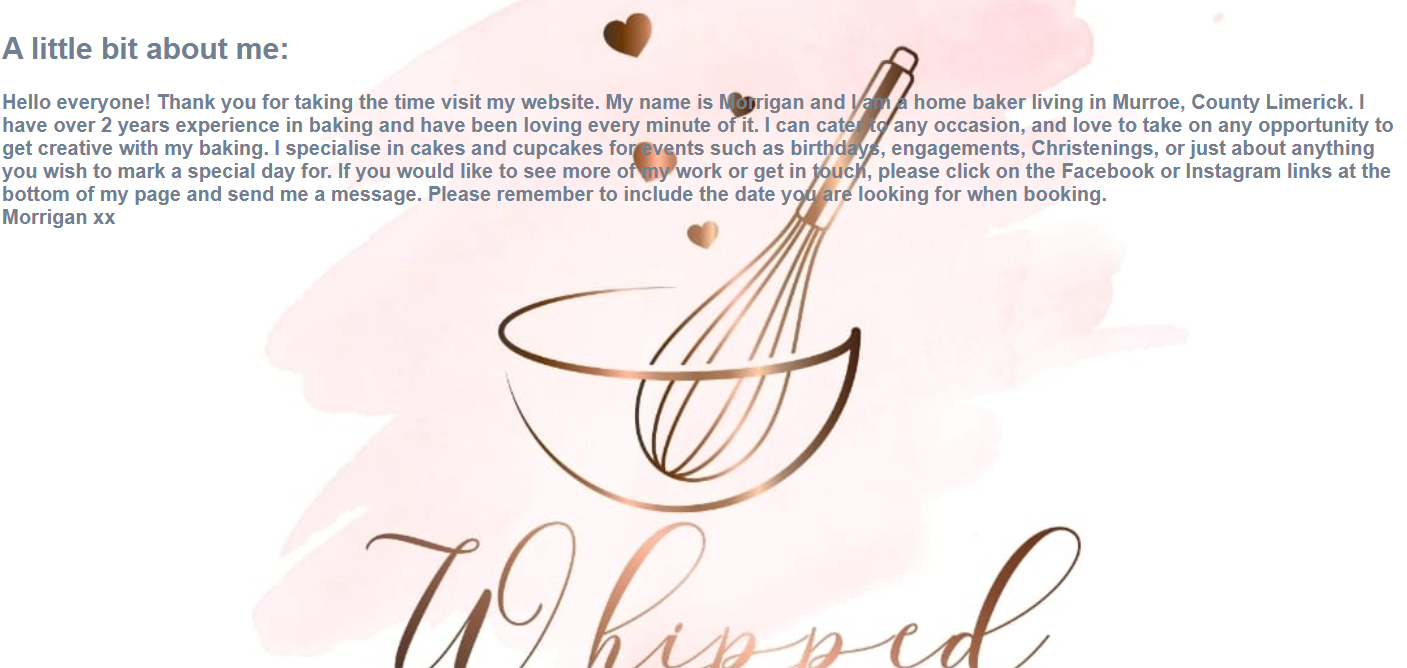 A little bit about me:
Hello everyone! Thank you for taking the time visit my website. My name is Morrigan and I am a home baker living in Murroe, County Limerick. I
have over 2 years experience in baking and have been loving every minute of it. I can cater to any occasion, and love to take on any opportunity to
get creative with my baking. I specialise in cakes and cupcakes for events such as birthdays, engagements, Christenings, or just about anything
you wish to mark a special day for. If you would like to see more of my work or get in touch, please click on the Facebook or Instagram links at the
bottom of my page and send me a message. Please remember to include the date you are looking for when booking.
Morrigan xx
Whipped